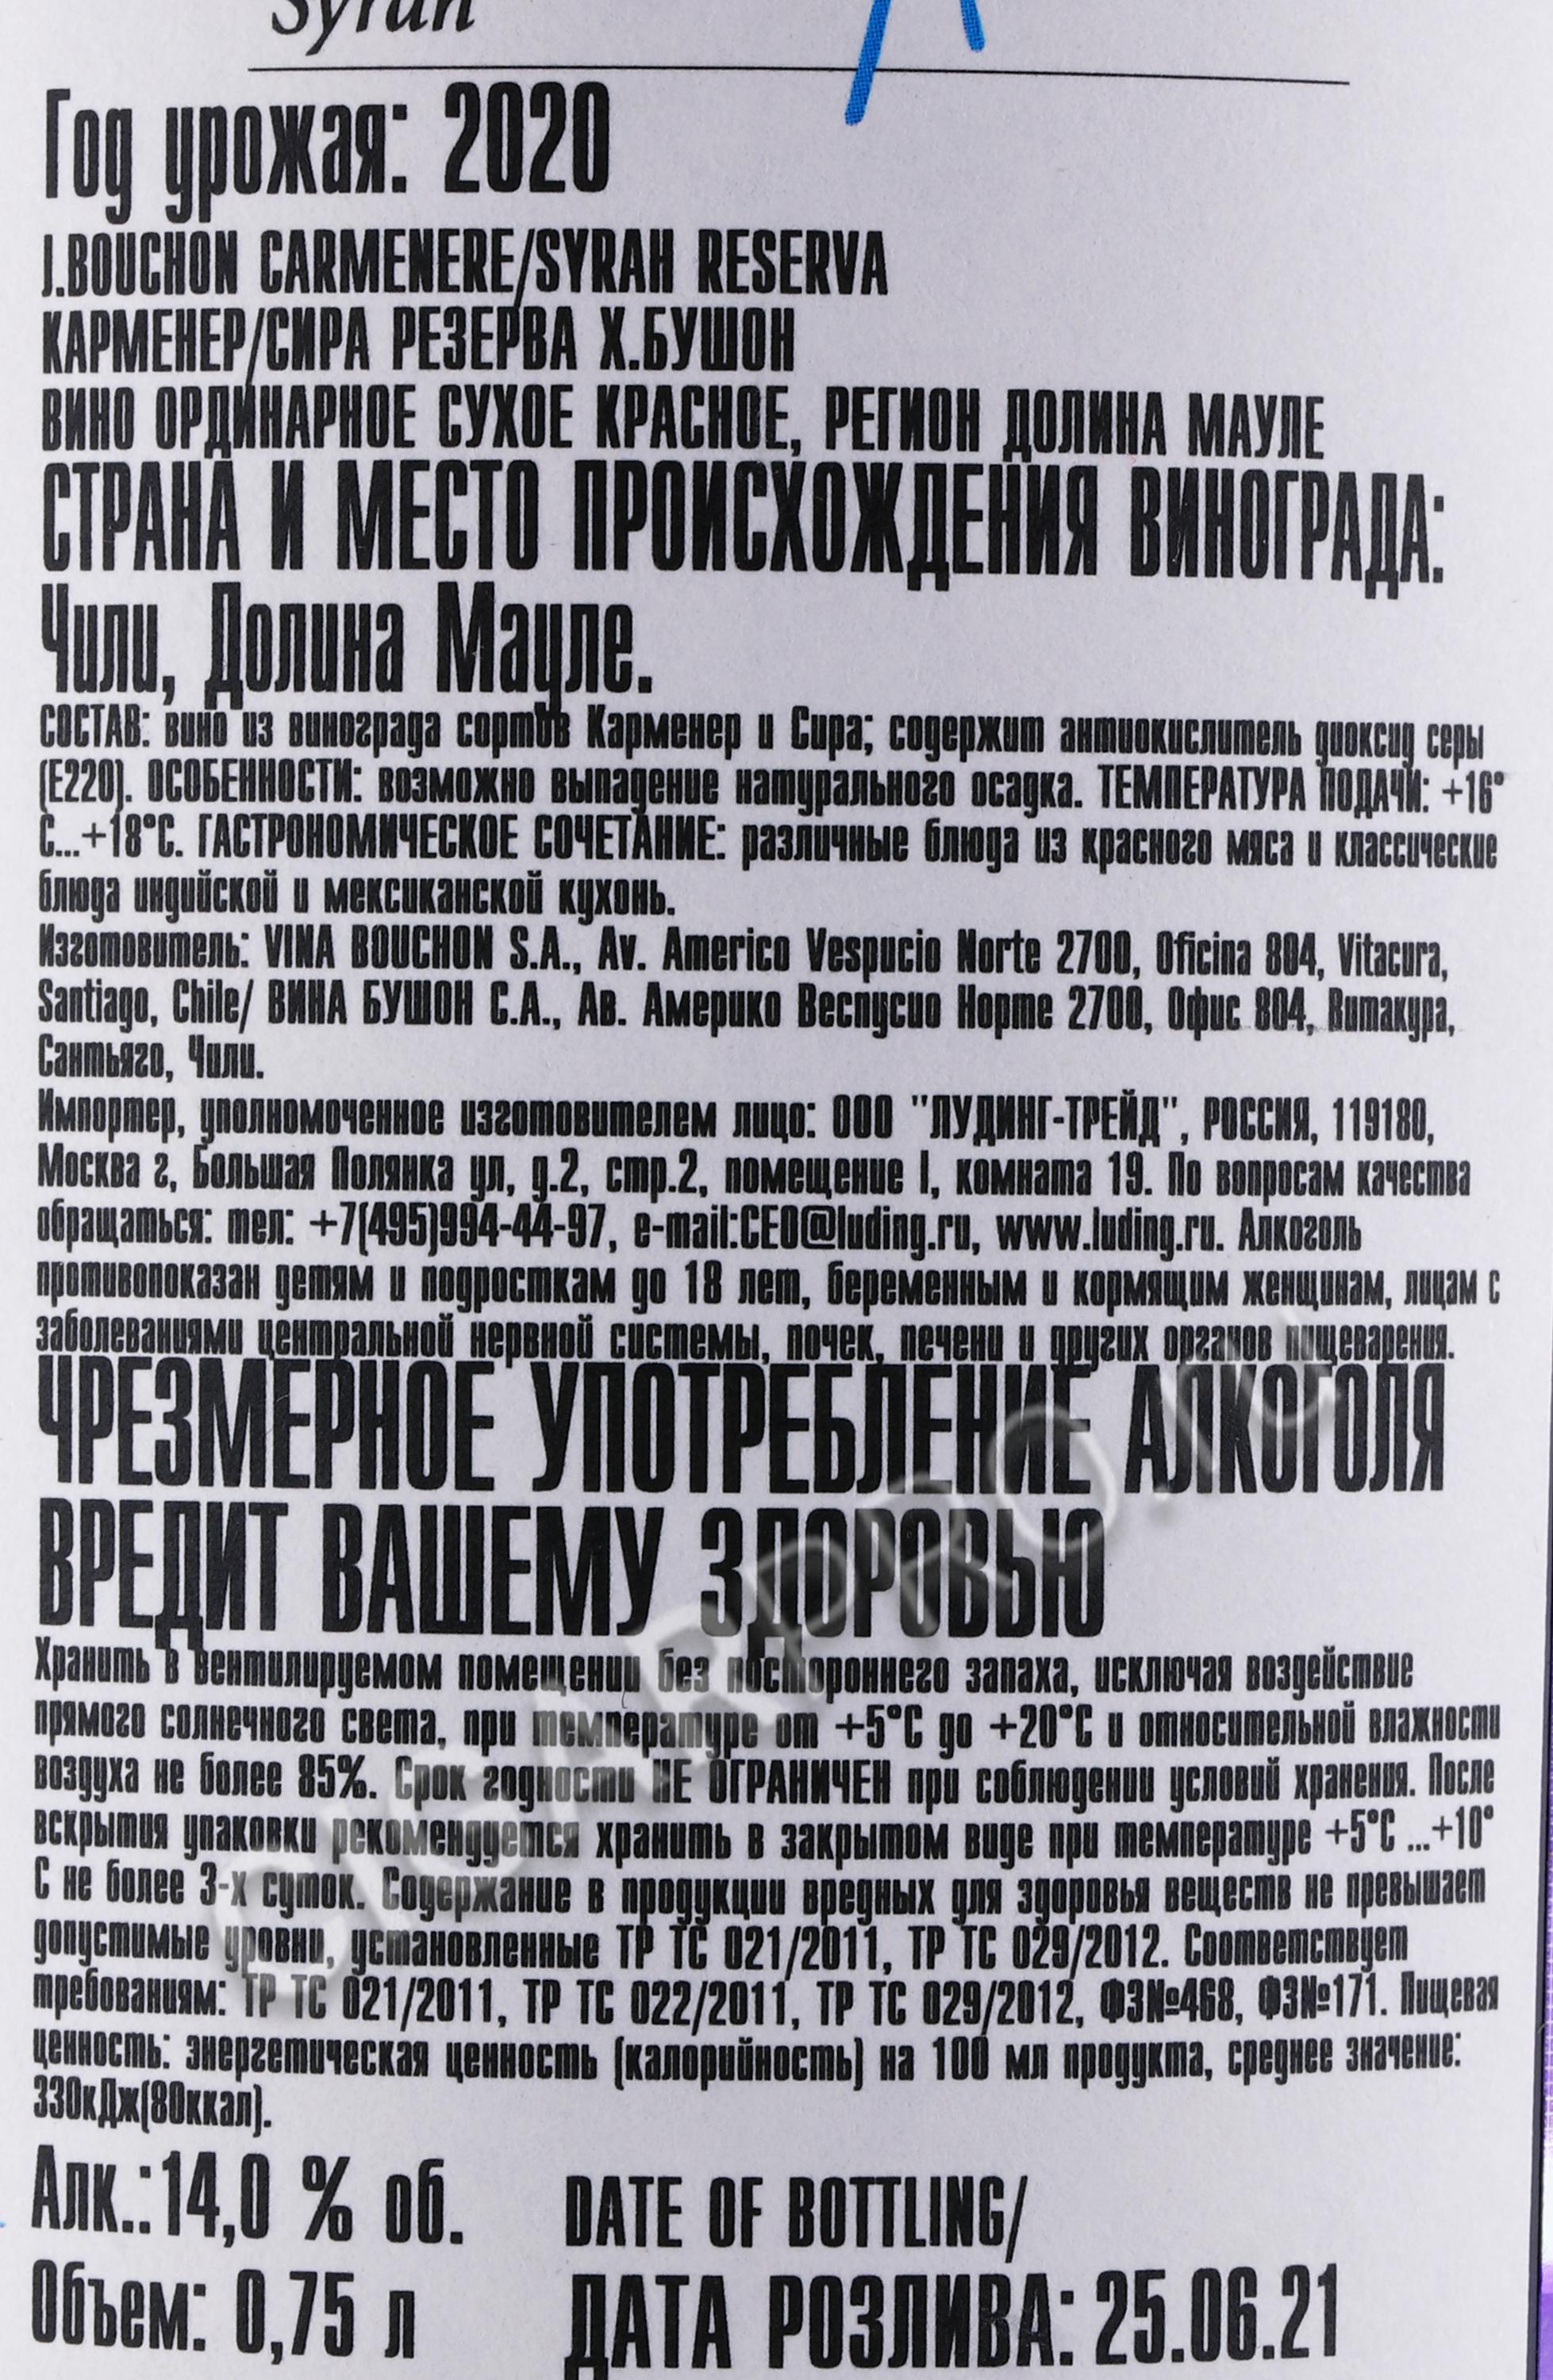 Syrah
Год урожая: 2020
J.BOUCHON CARMENERE/SYRAH RESERVA
КАРМЕНЕР/СИРА РЕЗЕРВА Х.БУШОН
ВИНО ОРДИНАРНОЕ СУХОЕ КРАСНОЕ, РЕГИОН ДОЛИНА МАУЛЕ
СТРАНА И МЕСТО ПРОИСХОЖДЕНИЯ ВИНОГРАДА:
Чили, Долина Мауле.
СОСТАВ: вино из винограда сортов Карменер и Сира; содержит антиокислитель диоксид серы
(Е220). ОСОБЕННОСТИ: возможно выпадение натурального осадка. ТЕМПЕРАТУРА ПОДАЧИ: +16°
С...+18°С. ГАСТРОНОМИЧЕСКОЕ СОЧЕТАНИЕ: различные блюда из красного мяса и классические
блюда индийской и мексиканской кухонь.
Изготовитель: VINA BOUCHON S.A., Av. Americo Vespucio Norte 2700, Oficina 804, Vitacura,
Santiago, Chile/ ВИНА БУШОН С.А., Ав. Америко Веспусио Норте 2700, Офис 804, Витакура,
Сантьяго, Чили.
Импортер, уполномоченное изготовителем лицо: ООО "ЛУДИНГ-ТРЕЙД", РОССИЯ, 119180,
Москва г, Большая Полянка ул, д.2, стр.2, помещение I, комната 19. По вопросам качества
обращаться: тел: +7(495)994-44-97, e-mail:CEO@luding.ru, www.luding.ru. Алкоголь
противопоказан детям и подросткам до 18 лет, беременным и кормящим женщинам, лицам с
заболеваниями центральной нервной системы, почек, печени и других органов пищеварения.
ЧРЕЗМЕРНОЕ УПОТРЕБЛЕНИЕ АЛКОГОЛЯ
ВРЕДИТ ВАШЕМУ ЗДОРОВЬЮ
Хранить в вентилируемом помещении без постороннего запаха, исключая воздействие
прямого солнечного света, при температуре от +5°С до +20°С и относительной влажности
воздуха не более 85%. Срок годности НЕ ОГРАНИЧЕН при соблюдении условий хранения. После
вскрытия упаковки рекомендуется хранить в закрытом виде при температуре +5°С ...+10°
С не более 3-х суток. Содержание в продукции вредных для здоровья веществ не превышает
допустимые уровни, установленные ТР ТС 021/2011, ТР ТС 029/2012. Соответствует
требованиям: ТР ТС 021/2011, ТР ТС 022/2011, ТР ТС 029/2012, ФЗ№468, ФЗ№171. Пищевая
ценность: энергетическая ценность (калорийность) на 100 мл продукта, среднее значение:
330кДж(80ккал).
Алк.:14,0 % об.
Объем: 0,75 л
DATE OF BOTTLING/
ДАТА РОЗЛИВА: 25.06.21
CIGARPRO.ru